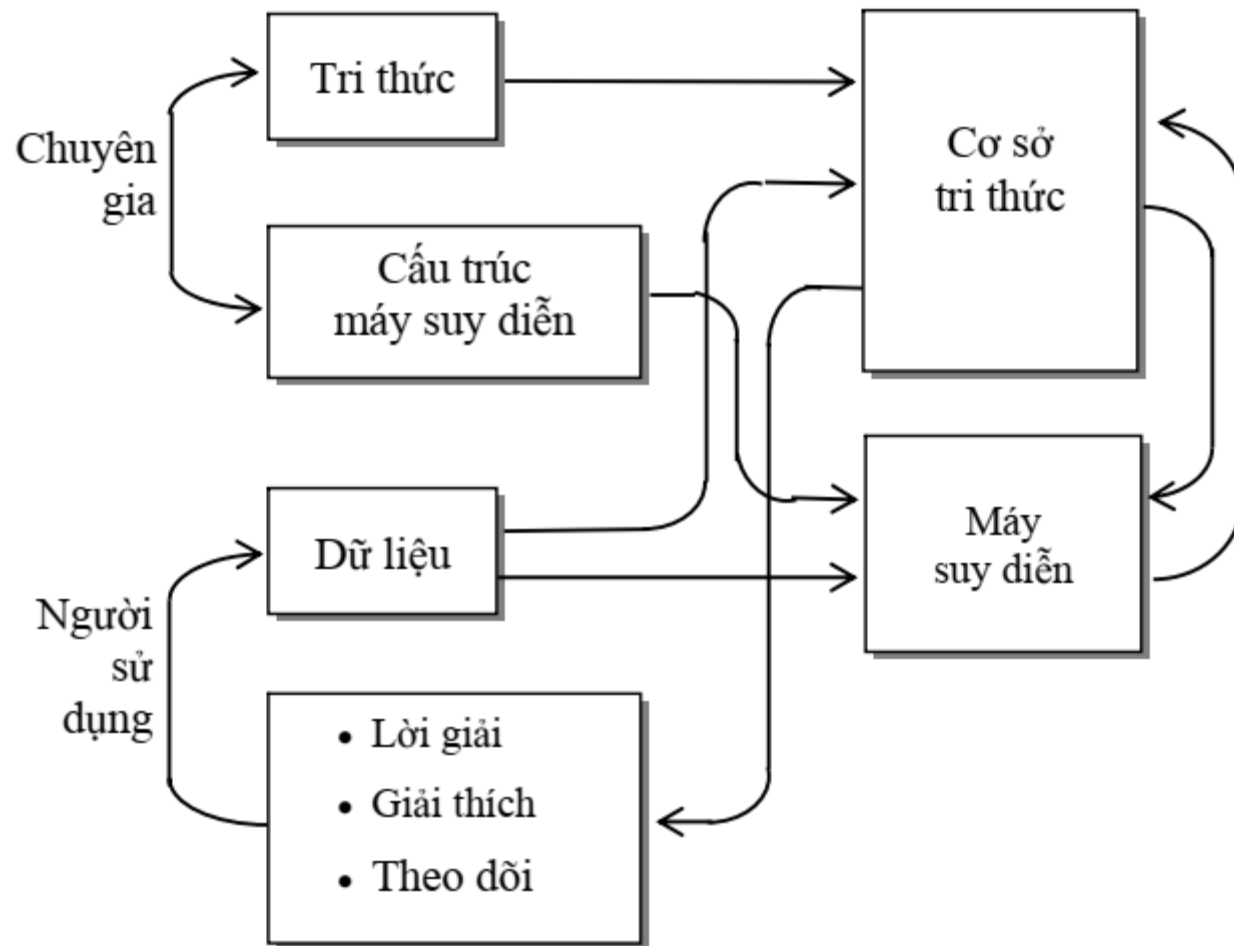 Tri thức
Chuyên
gia
Cấu trúc
máy suy diễn
Cơ sở
tri thức
Dữ liệu
Máy
suy diễn
Người
sử
dụng
• Lời giải
• Giải thích
• Theo dõi